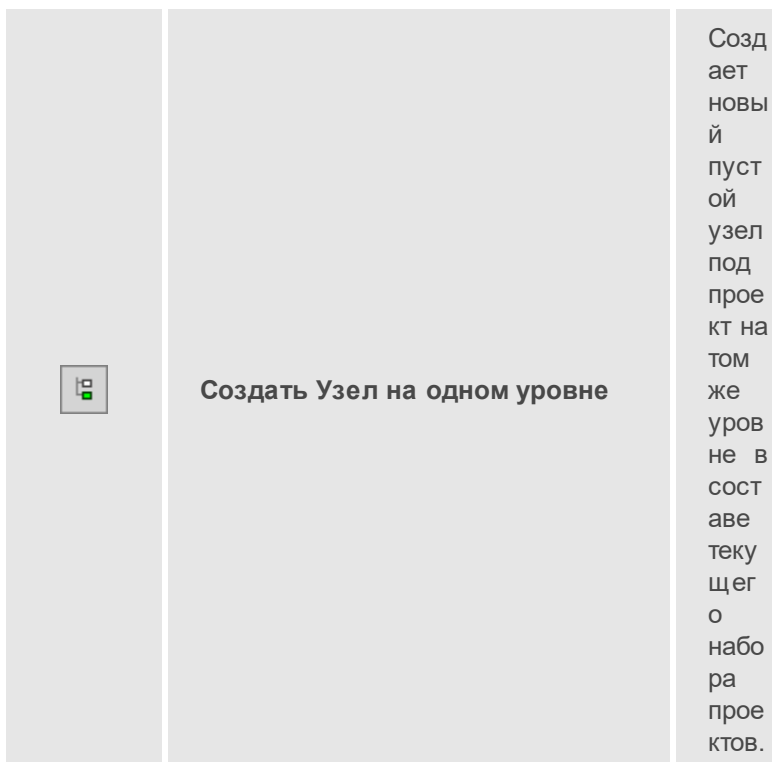 Создать Узел на одном уровне
Созд
ает
новы
й
пуст
ой
узел
под
прое
кт на
том
же
уров
не в
сост
аве
теку
щег
о
набо
ра
прое
ктов.